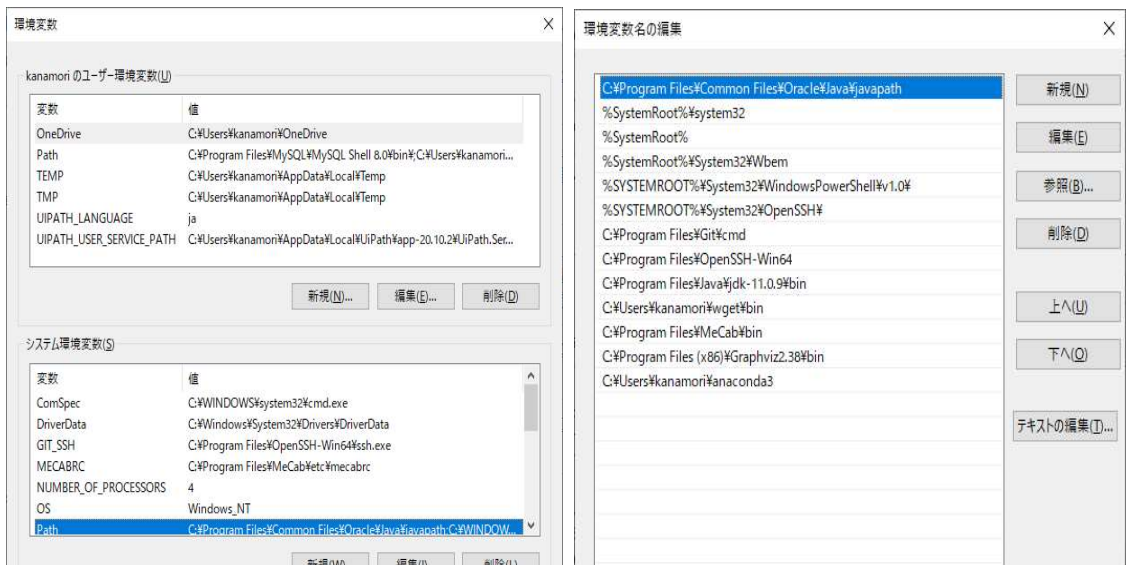 環境変数
kanamori のユーザー環境変数(U)
変数 値
OneDrive C:¥Users¥kanamori¥OneDrive
Path C:¥Program Files¥MySQL¥MySQL Shell 8.0¥bin¥;C:¥Users¥kanamori...
TEMP C:¥Users¥kanamori¥AppData¥Local¥Temp
TMP C:¥Users¥kanamori¥AppData¥Local¥Temp
UIPATH_LANGUAGE ja
UIPATH_USER_SERVICE_PATH C:¥Users¥kanamori¥AppData¥Local¥UiPath¥app-20.10.2¥UiPath.Ser...
新規(N)... 編集(E)... 削除(D)
システム環境変数(S)
変数 値
ComSpec C:¥WINDOWS¥system32¥cmd.exe
DriverData C:¥Windows¥System32¥Drivers¥DriverData
GIT_SSH C:¥Program Files¥OpenSSH-Win64¥ssh.exe
MECABRC C:¥Program Files¥MeCab¥etc¥mecabrc
NUMBER_OF_PROCESSORS 4
OS Windows_NT
Path C:¥Program Files¥Common Files¥Oracle¥Java¥javapath;C:¥WINDOW...
新規(W)... 編集(I)... 削除(L)
環境変数名の編集
C:¥Program Files¥Common Files¥Oracle¥Java¥javapath
%SystemRoot%¥system32
%SystemRoot%
%SystemRoot%¥System32¥Wbem
%SYSTEMROOT%¥System32¥WindowsPowerShell¥v1.0¥
%SYSTEMROOT%¥System32¥OpenSSH¥
C:¥Program Files¥Git¥cmd
C:¥Program Files¥OpenSSH-Win64
C:¥Program Files¥Java¥jdk-11.0.9¥bin
C:¥Users¥kanamori¥wget¥bin
C:¥Program Files¥MeCab¥bin
C:¥Program Files (x86)¥Graphviz2.38¥bin
C:¥Users¥kanamori¥anaconda3
新規(N)
編集(E)
参照(B)...
削除(D)
上へ(U)
下へ(O)
テキストの編集(T)...